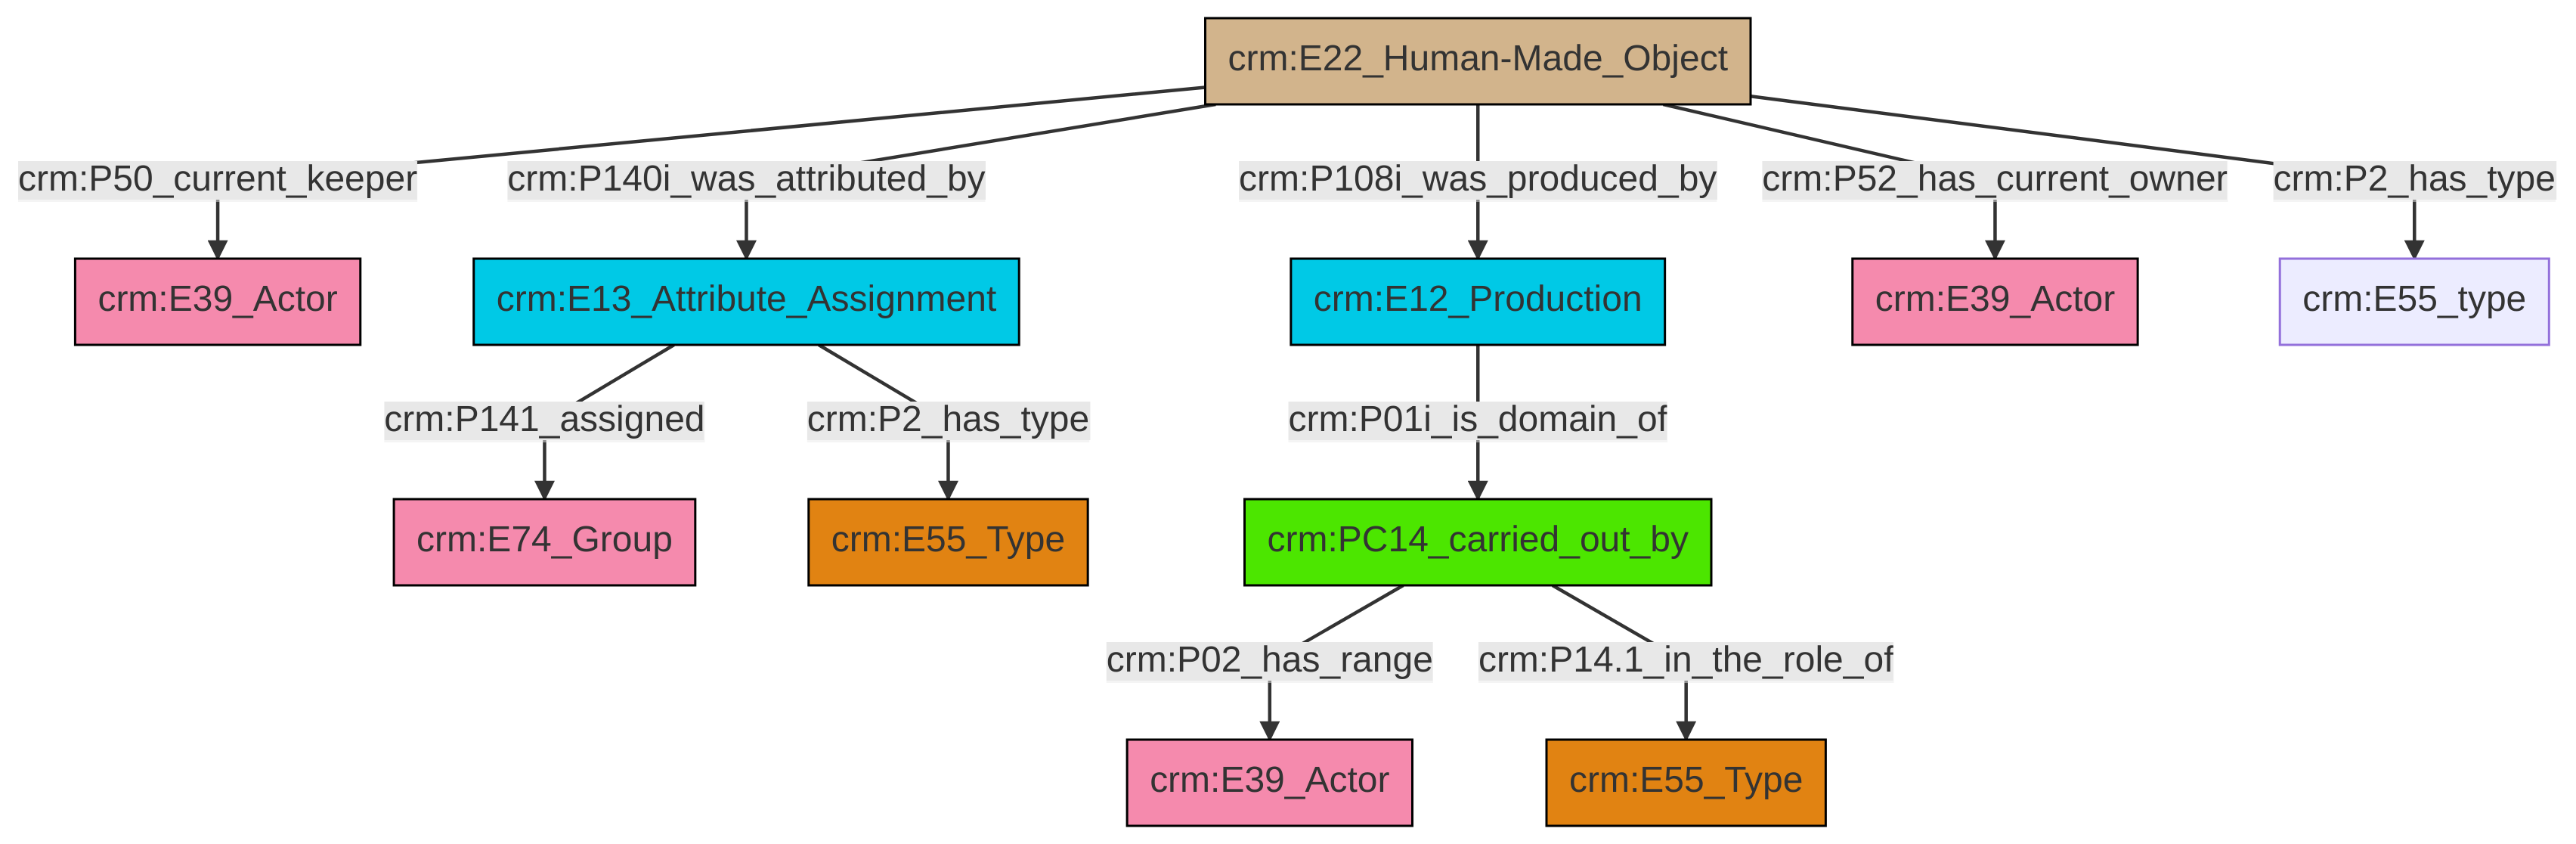 crm:E22_Human-Made_Object
crm:P50_current_keeper
crm:P140i_was_attributed_by
crm:P108i_was_produced_by
crm:P52_has_current_owner
crm:P2_has_type
crm:E39_Actor
crm:E13_Attribute_Assignment
crm:E12_Production
crm:E39_Actor
crm:E55_type
crm:P141_assigned
crm:P2_has_type
crm:P01i_is_domain_of
crm:E74_Group
crm:E55_Type
crm:PC14_carried_out_by
crm:P02_has_range
crm:P14.1_in_the_role_of
crm:E39_Actor
crm:E55_Type